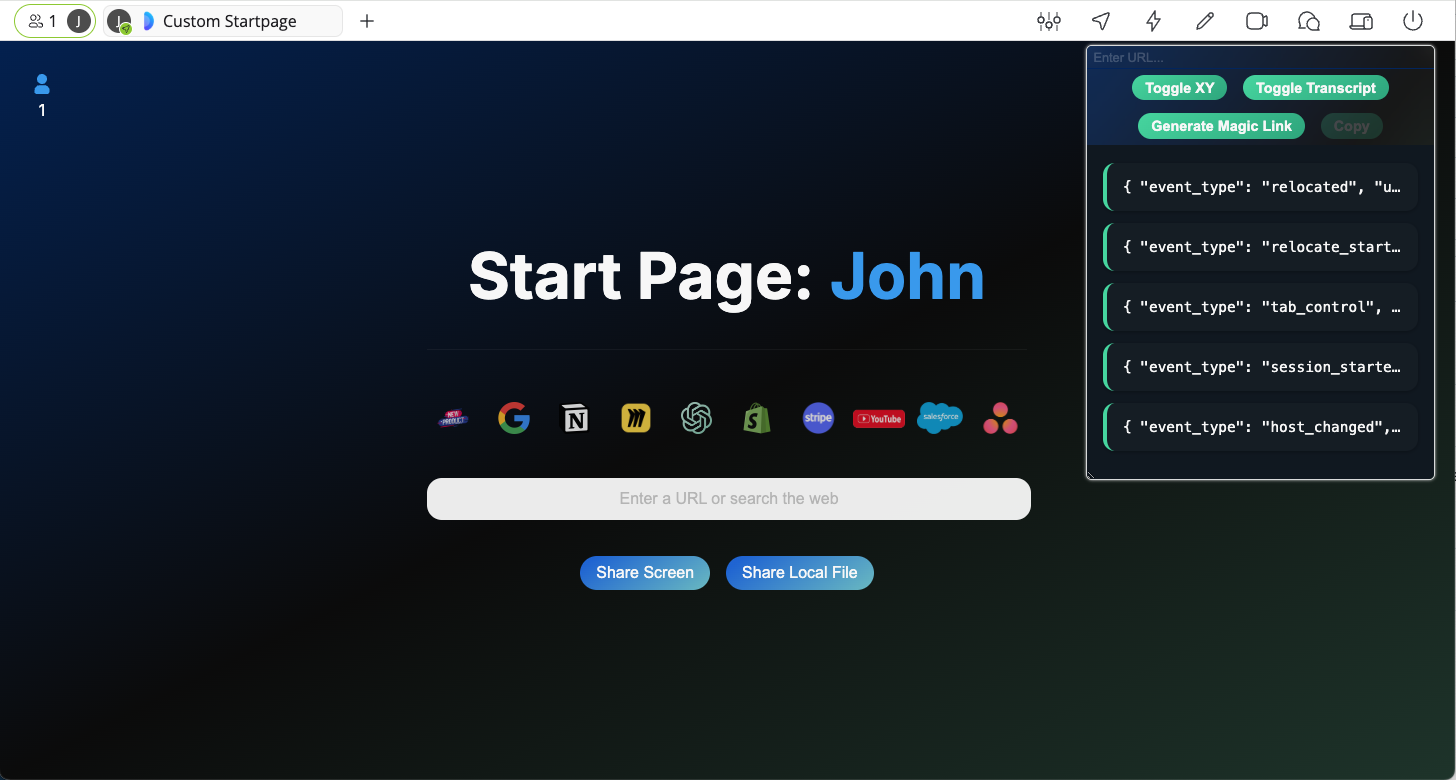 1 J
J Custom Startpage
1
Enter URL...
Toggle XY Toggle Transcript
Generate Magic Link Copy
{ "event_type": "relocated", "u…
{ "event_type": "relocate_start…
{ "event_type": "tab_control", …
{ "event_type": "session_starte…
{ "event_type": "host_changed",…
Start Page: John
NEW
PRODUCT
stripe
YouTube
salesforce
Enter a URL or search the web
Share Screen Share Local File